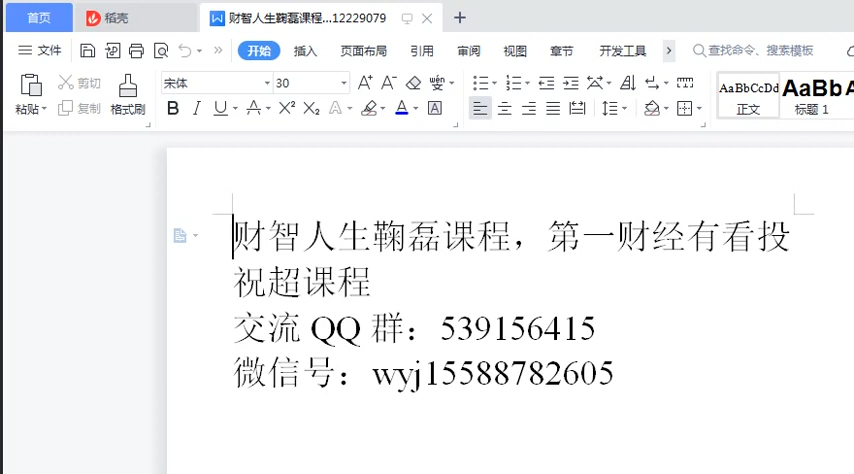 首页 稻壳 财智人生鞠磊课程...12229079
文件 开始 插入 页面布局 引用 审阅 视图 章节 开发工具 查找命令、搜索模板
粘贴 剪切 复制 格式刷 宋体 30 AaBbCcDd 正文 AaBb 标题 1
财智人生鞠磊课程，第一财经有看投
祝超课程
交流 QQ 群：539156415
微信号：wyj15588782605